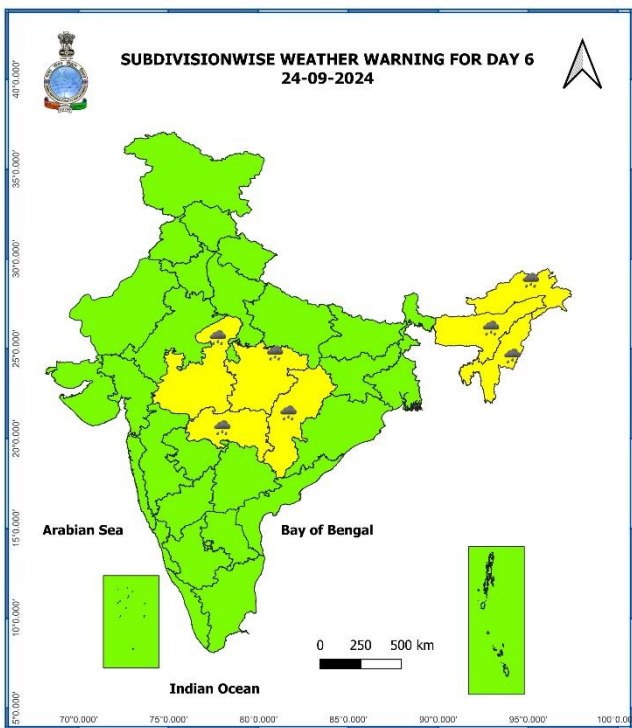 SUBDIVISIONWISE WEATHER WARNING FOR DAY 6
24-09-2024
40°0.000'
35°0.000'
30°0.000'
25°0.000'
20°0.000'
15°0.000'
10°0.000'
5°0.000'
Arabian Sea
Bay of Bengal
0 250 500 km
Indian Ocean
70°0.000' 75°0.000' 80°0.000' 85°0.000' 90°0.000' 95°0.000' 100°0.0